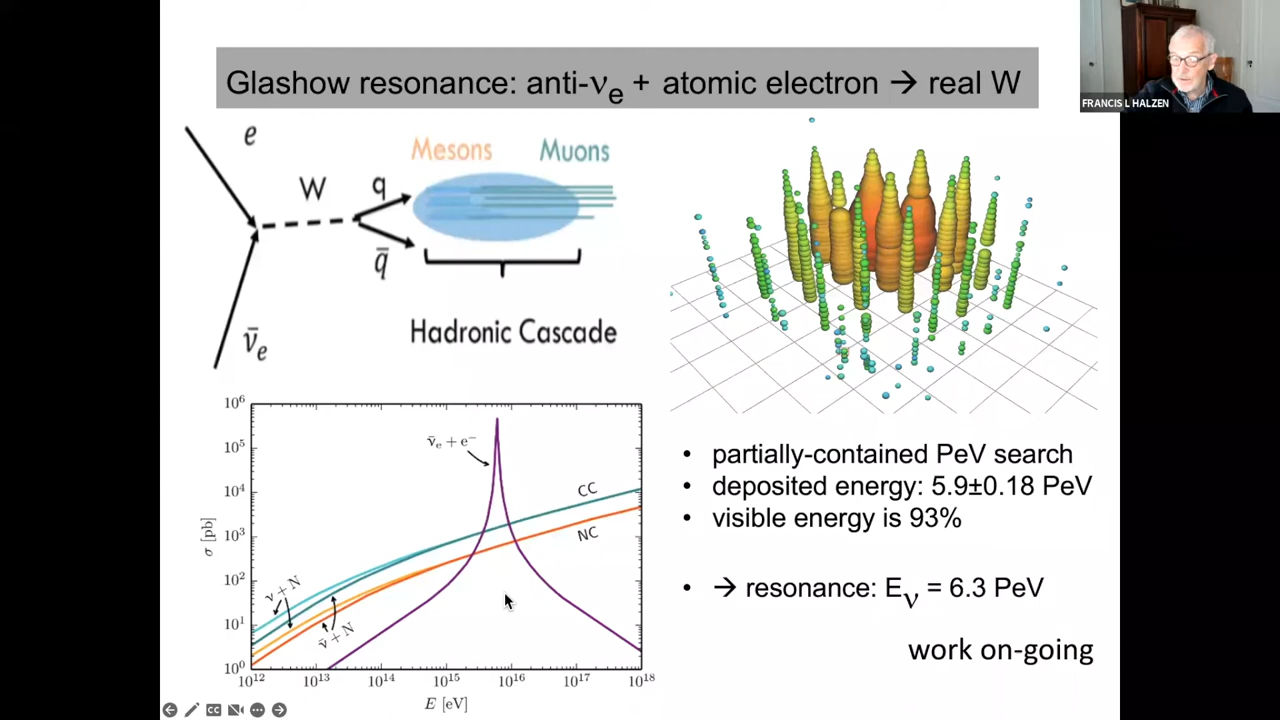 Glashow resonance: anti-νe + atomic electron → real W
FRANCIS L HALZEN
e
W
q
q̄
ν̄e
Mesons
Muons
Hadronic Cascade
10⁶
10⁵
10⁴
10³
10²
10¹
10⁰
σ [pb]
ν̄e + e⁻
CC
NC
ν + N
ν̄ + N
10¹²
10¹³
10¹⁴
10¹⁵
10¹⁶
10¹⁷
10¹⁸
E [eV]
• partially-contained PeV search
• deposited energy: 5.9±0.18 PeV
• visible energy is 93%
• → resonance: Eν = 6.3 PeV
work on-going
CC